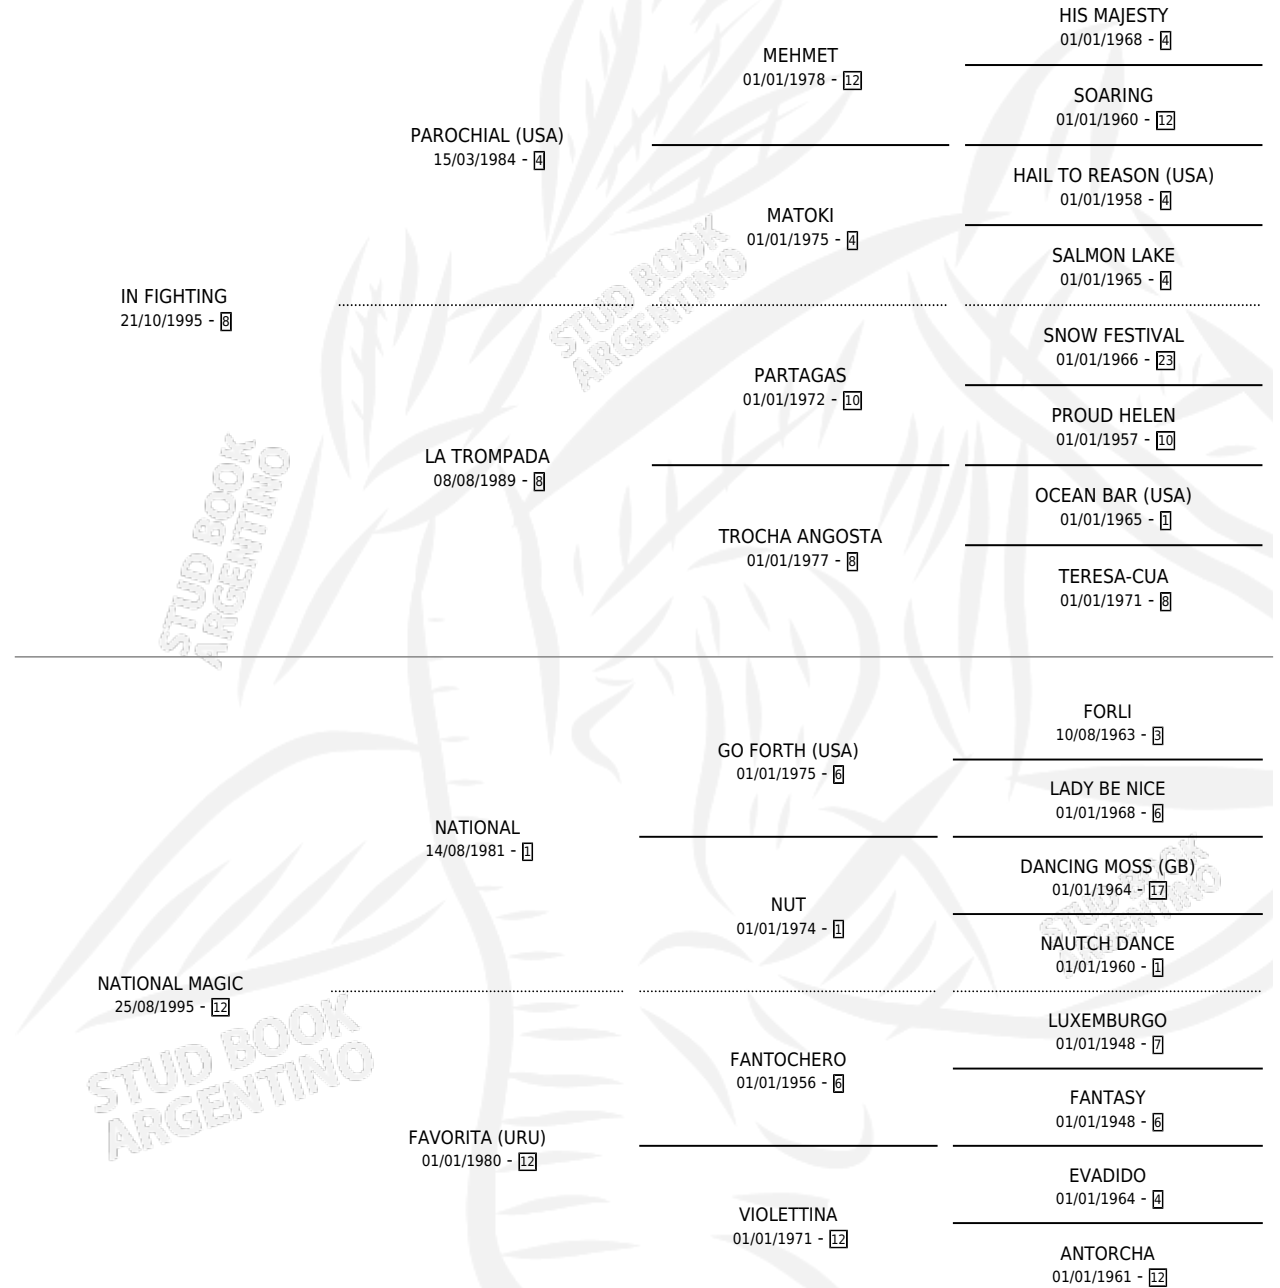 HIS MAJESTY
01/01/1968 - 4
MEHMET
01/01/1978 - 12
SOARING
01/01/1960 - 12
PAROCHIAL (USA)
15/03/1984 - 4
HAIL TO REASON (USA)
01/01/1958 - 4
MATOKI
01/01/1975 - 4
SALMON LAKE
01/01/1965 - 4
IN FIGHTING
21/10/1995 - 8
SNOW FESTIVAL
01/01/1966 - 23
PARTAGAS
01/01/1972 - 10
PROUD HELEN
01/01/1957 - 10
LA TROMPADA
08/08/1989 - 8
OCEAN BAR (USA)
01/01/1965 - 1
TROCHA ANGOSTA
01/01/1977 - 8
TERESA-CUA
01/01/1971 - 8
STUD BOOK
ARGENTINO
STUD BOOK
ARGENTINO
FORLI
10/08/1963 - 3
GO FORTH (USA)
01/01/1975 - 6
LADY BE NICE
01/01/1968 - 6
NATIONAL
14/08/1981 - 1
DANCING MOSS (GB)
01/01/1964 - 17
NUT
01/01/1974 - 1
NAUTCH DANCE
01/01/1960 - 1
STUD BOOK
ARGENTINO
NATIONAL MAGIC
25/08/1995 - 12
LUXEMBURGO
01/01/1948 - 7
FANTOCHERO
01/01/1956 - 6
FANTASY
01/01/1948 - 6
STUD BOOK
ARGENTINO
FAVORITA (URU)
01/01/1980 - 12
EVADIDO
01/01/1964 - 4
VIOLETTINA
01/01/1971 - 12
ANTORCHA
01/01/1961 - 12